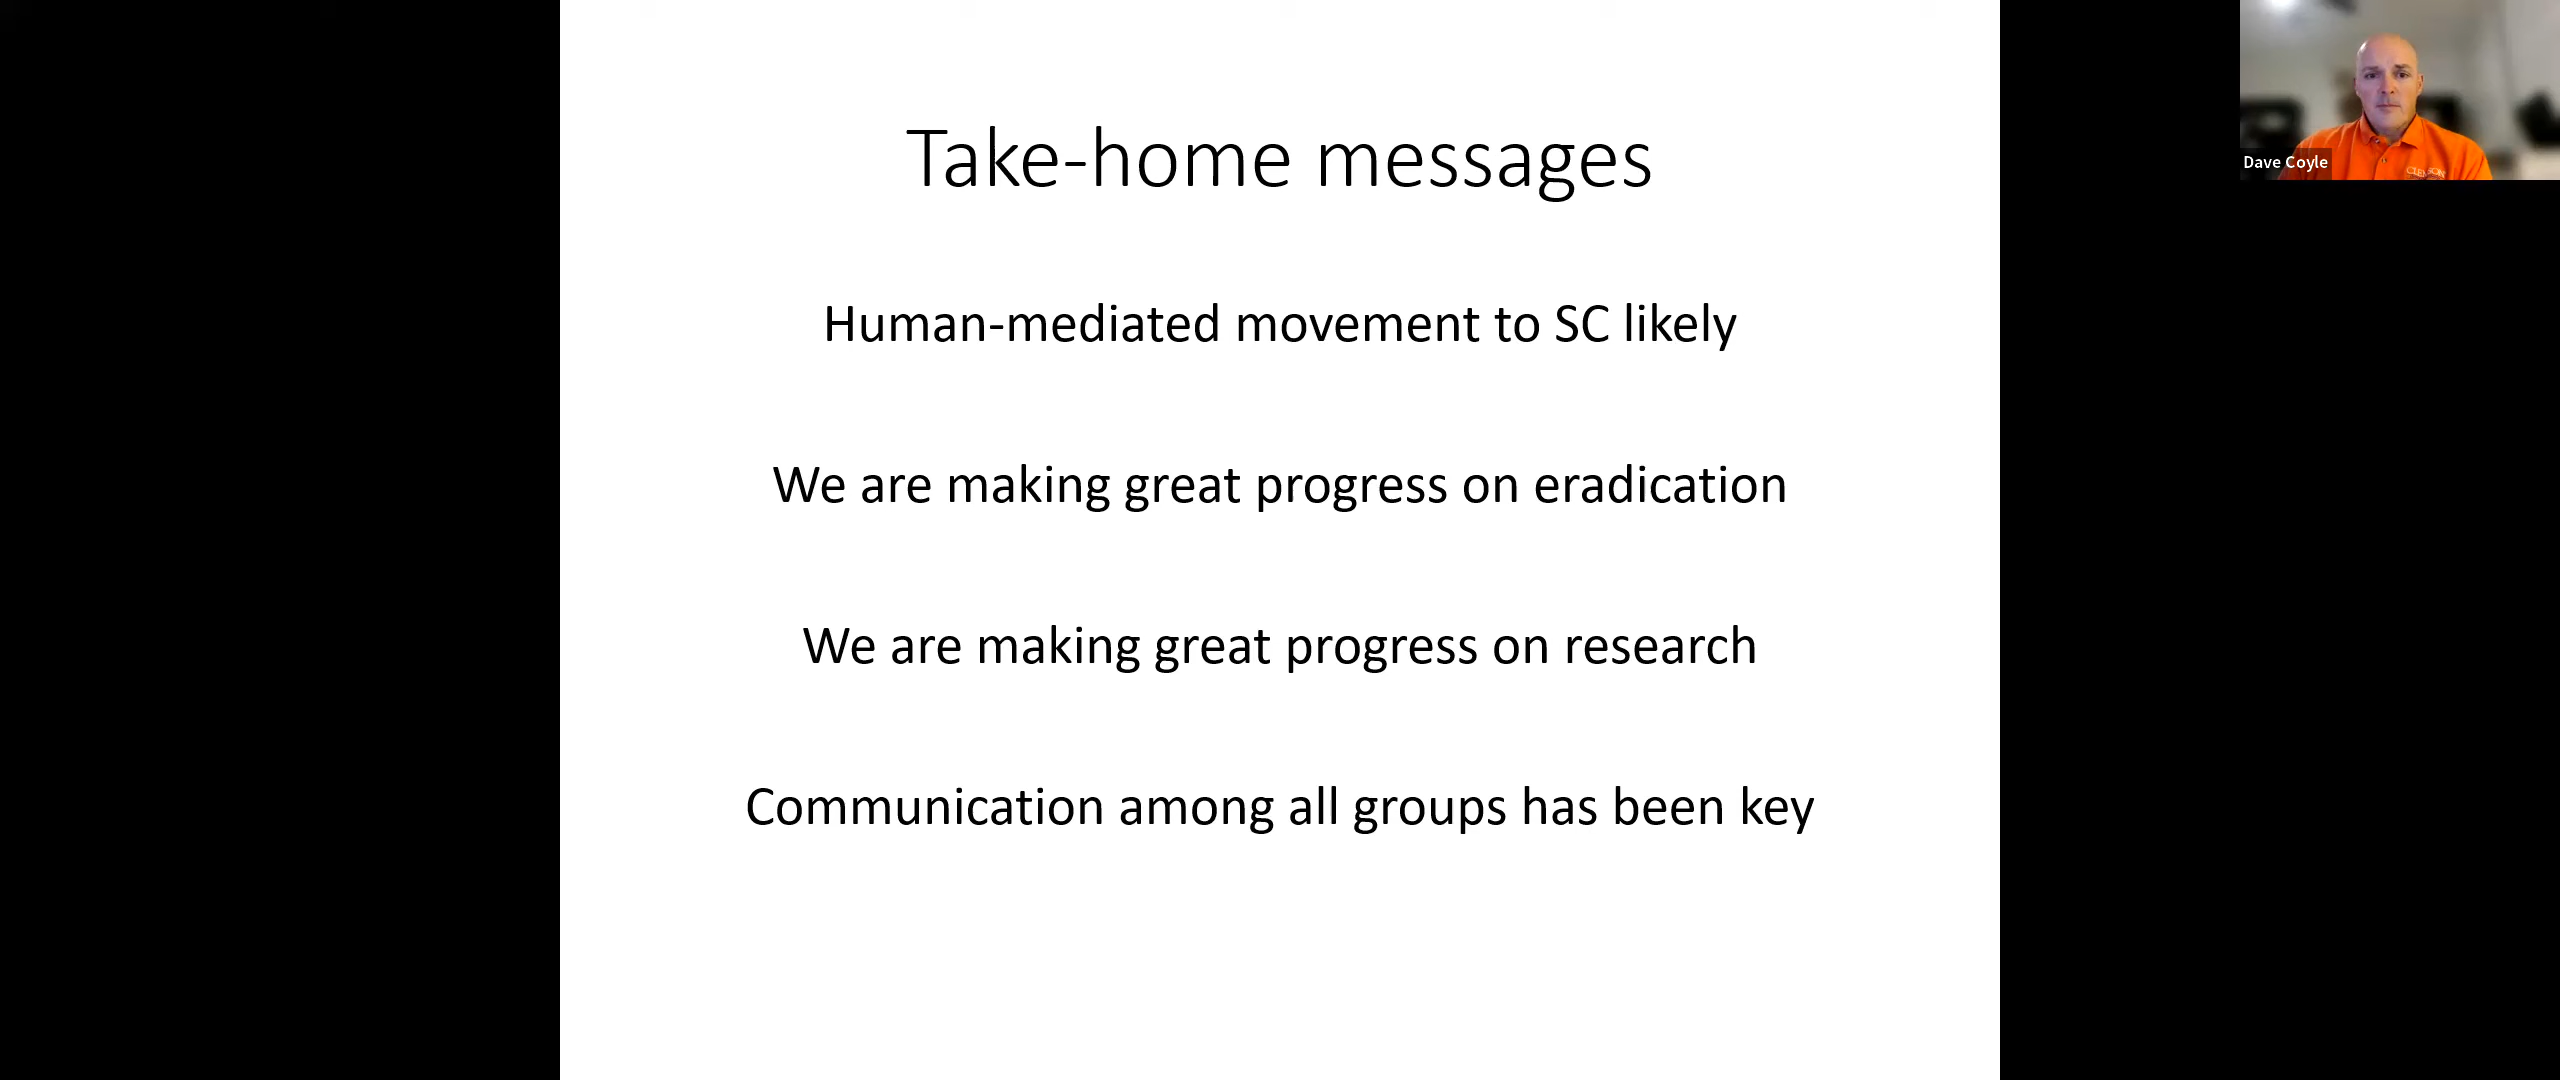 Take-home messages
Human-mediated movement to SC likely
We are making great progress on eradication
We are making great progress on research
Communication among all groups has been key
Dave Coyle
CLEMSON